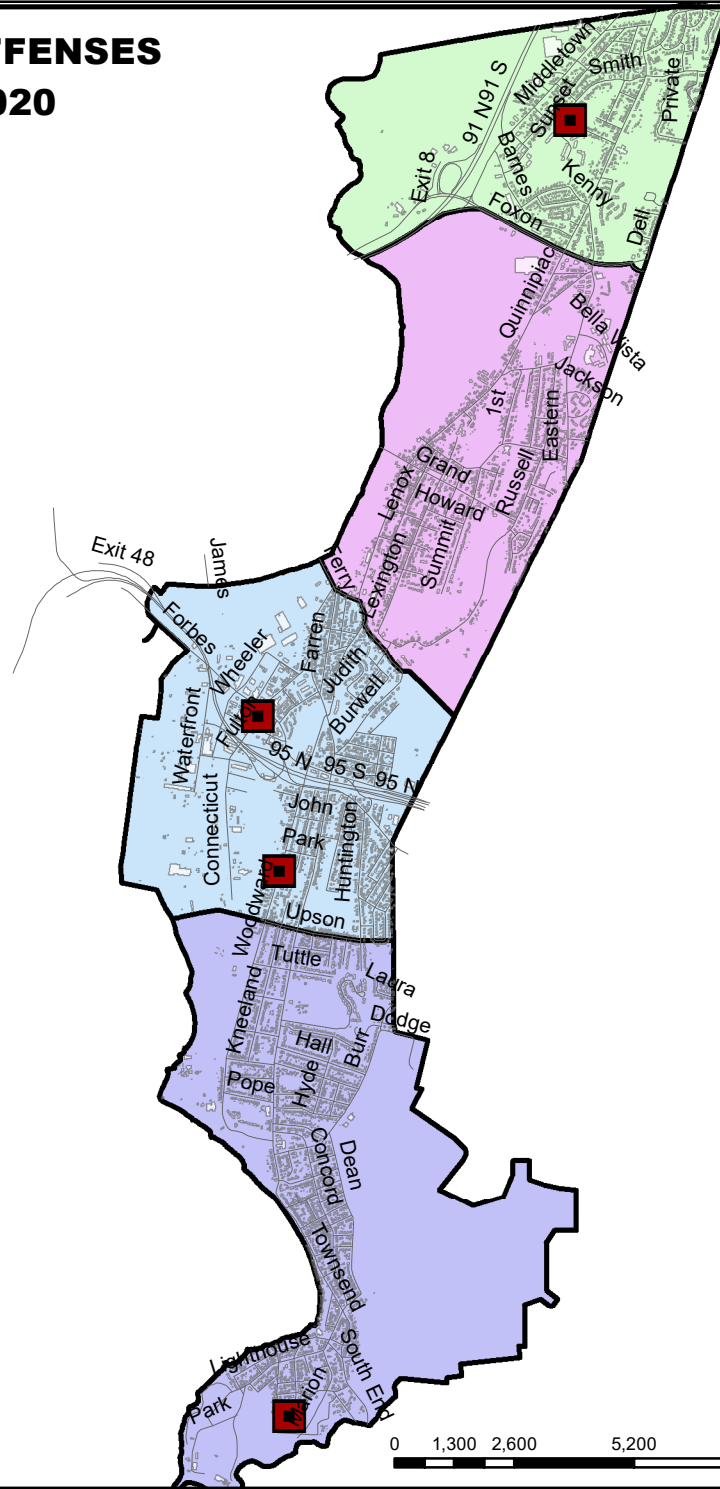 FFENSES
020
Middletown
Smith
Private
91 N
91 S
Sunset
Exit 8
Barnes
Kenny
Foxon
Dell
Quinnipiac
Bella Vista
Jackson
1st
Eastern
Grand
Lenox
Russell
Howard
Summit
Exit 48
James
Ferry
Lexington
Forbes
Farren
Wheeler
Judith
Burwell
Fulton
Waterfront
95 N
95 S
95 N
Connecticut
John
Park
Huntington
Woodward
Upson
Tuttle
Laura
Kneeland
Dodge
Hall
Burr
Pope
Hyde
Concord
Dean
Townsend
Lighthouse
South End
Marion
Park
0 1,300 2,600 5,200